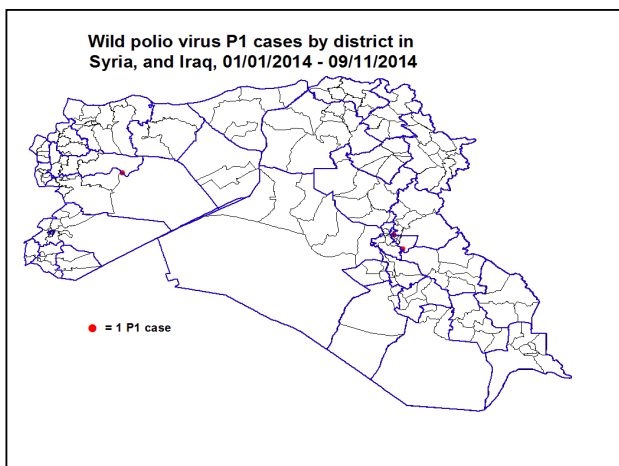 Wild polio virus P1 cases by district in
Syria, and Iraq, 01/01/2014 - 09/11/2014
= 1 P1 case